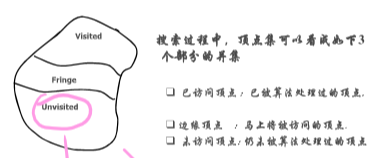 Visited
Fringe
Unvisited
搜索过程中，顶点集可以看成如下3
个部分的并集
□ 已访问顶点：已被算法处理过的顶点.
□ 边缘顶点 ：马上将被访问的顶点.
□ 未访问顶点：仍未被算法处理过的顶点